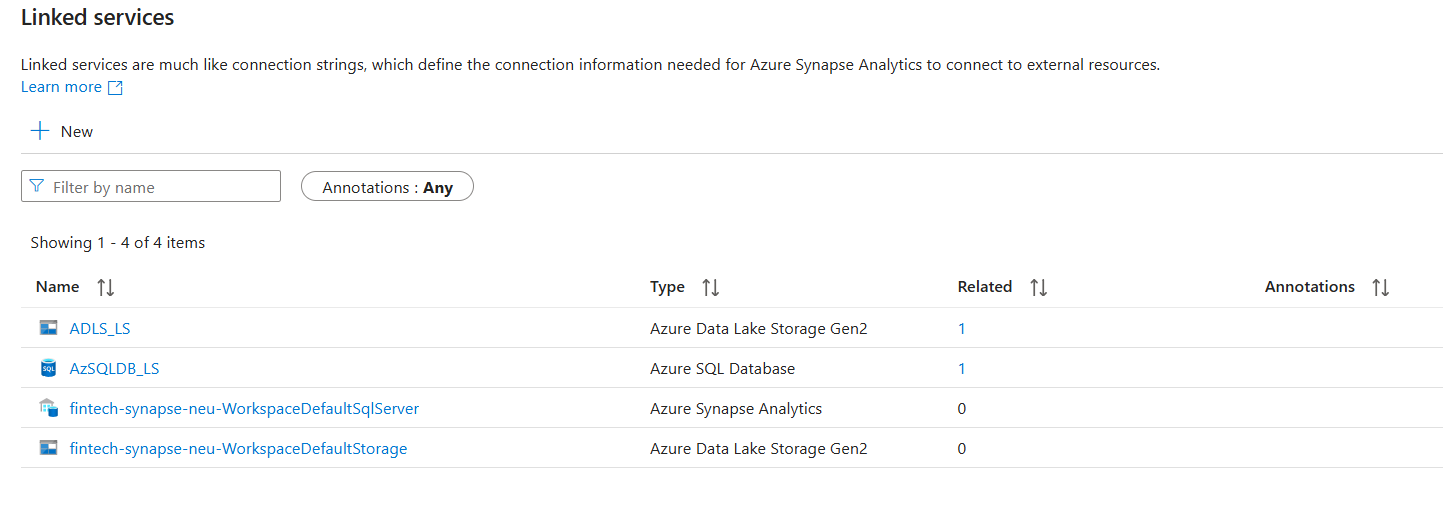 Linked services
Linked services are much like connection strings, which define the connection information needed for Azure Synapse Analytics to connect to external resources.
Learn more
New
Filter by name
Annotations : Any
Showing 1 - 4 of 4 items
Name Type Related Annotations
ADLS_LS Azure Data Lake Storage Gen2 1
SQL AzSQLDB_LS Azure SQL Database 1
fintech-synapse-neu-WorkspaceDefaultSqlServer Azure Synapse Analytics 0
fintech-synapse-neu-WorkspaceDefaultStorage Azure Data Lake Storage Gen2 0